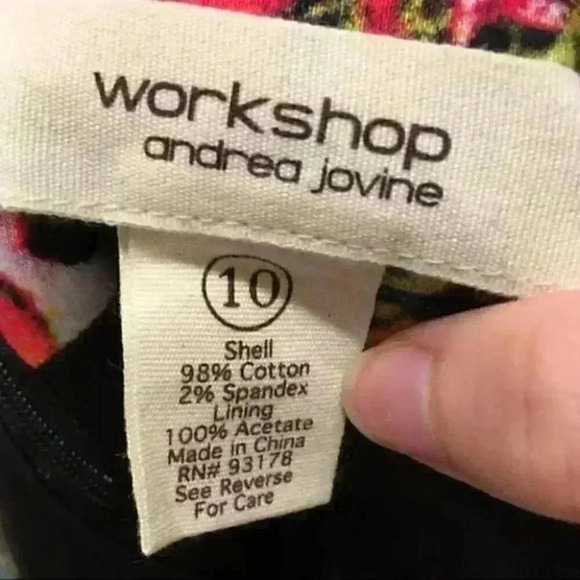 workshop
andrea jovine
10
Shell
98% Cotton
2% Spandex
Lining
100% Acetate
Made in China
RN# 93178
See Reverse
For Care